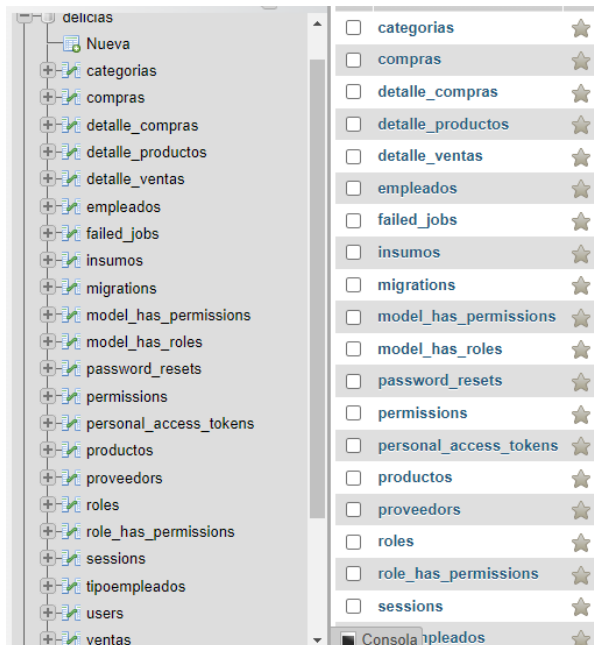 delicias
Nueva
categorias
compras
detalle_compras
detalle_productos
detalle_ventas
empleados
failed_jobs
insumos
migrations
model_has_permissions
model_has_roles
password_resets
permissions
personal_access_tokens
productos
proveedors
roles
role_has_permissions
sessions
tipoempleados
users
ventas
categorias
compras
detalle_compras
detalle_productos
detalle_ventas
empleados
failed_jobs
insumos
migrations
model_has_permissions
model_has_roles
password_resets
permissions
personal_access_tokens
productos
proveedors
roles
role_has_permissions
sessions
Consola pleados